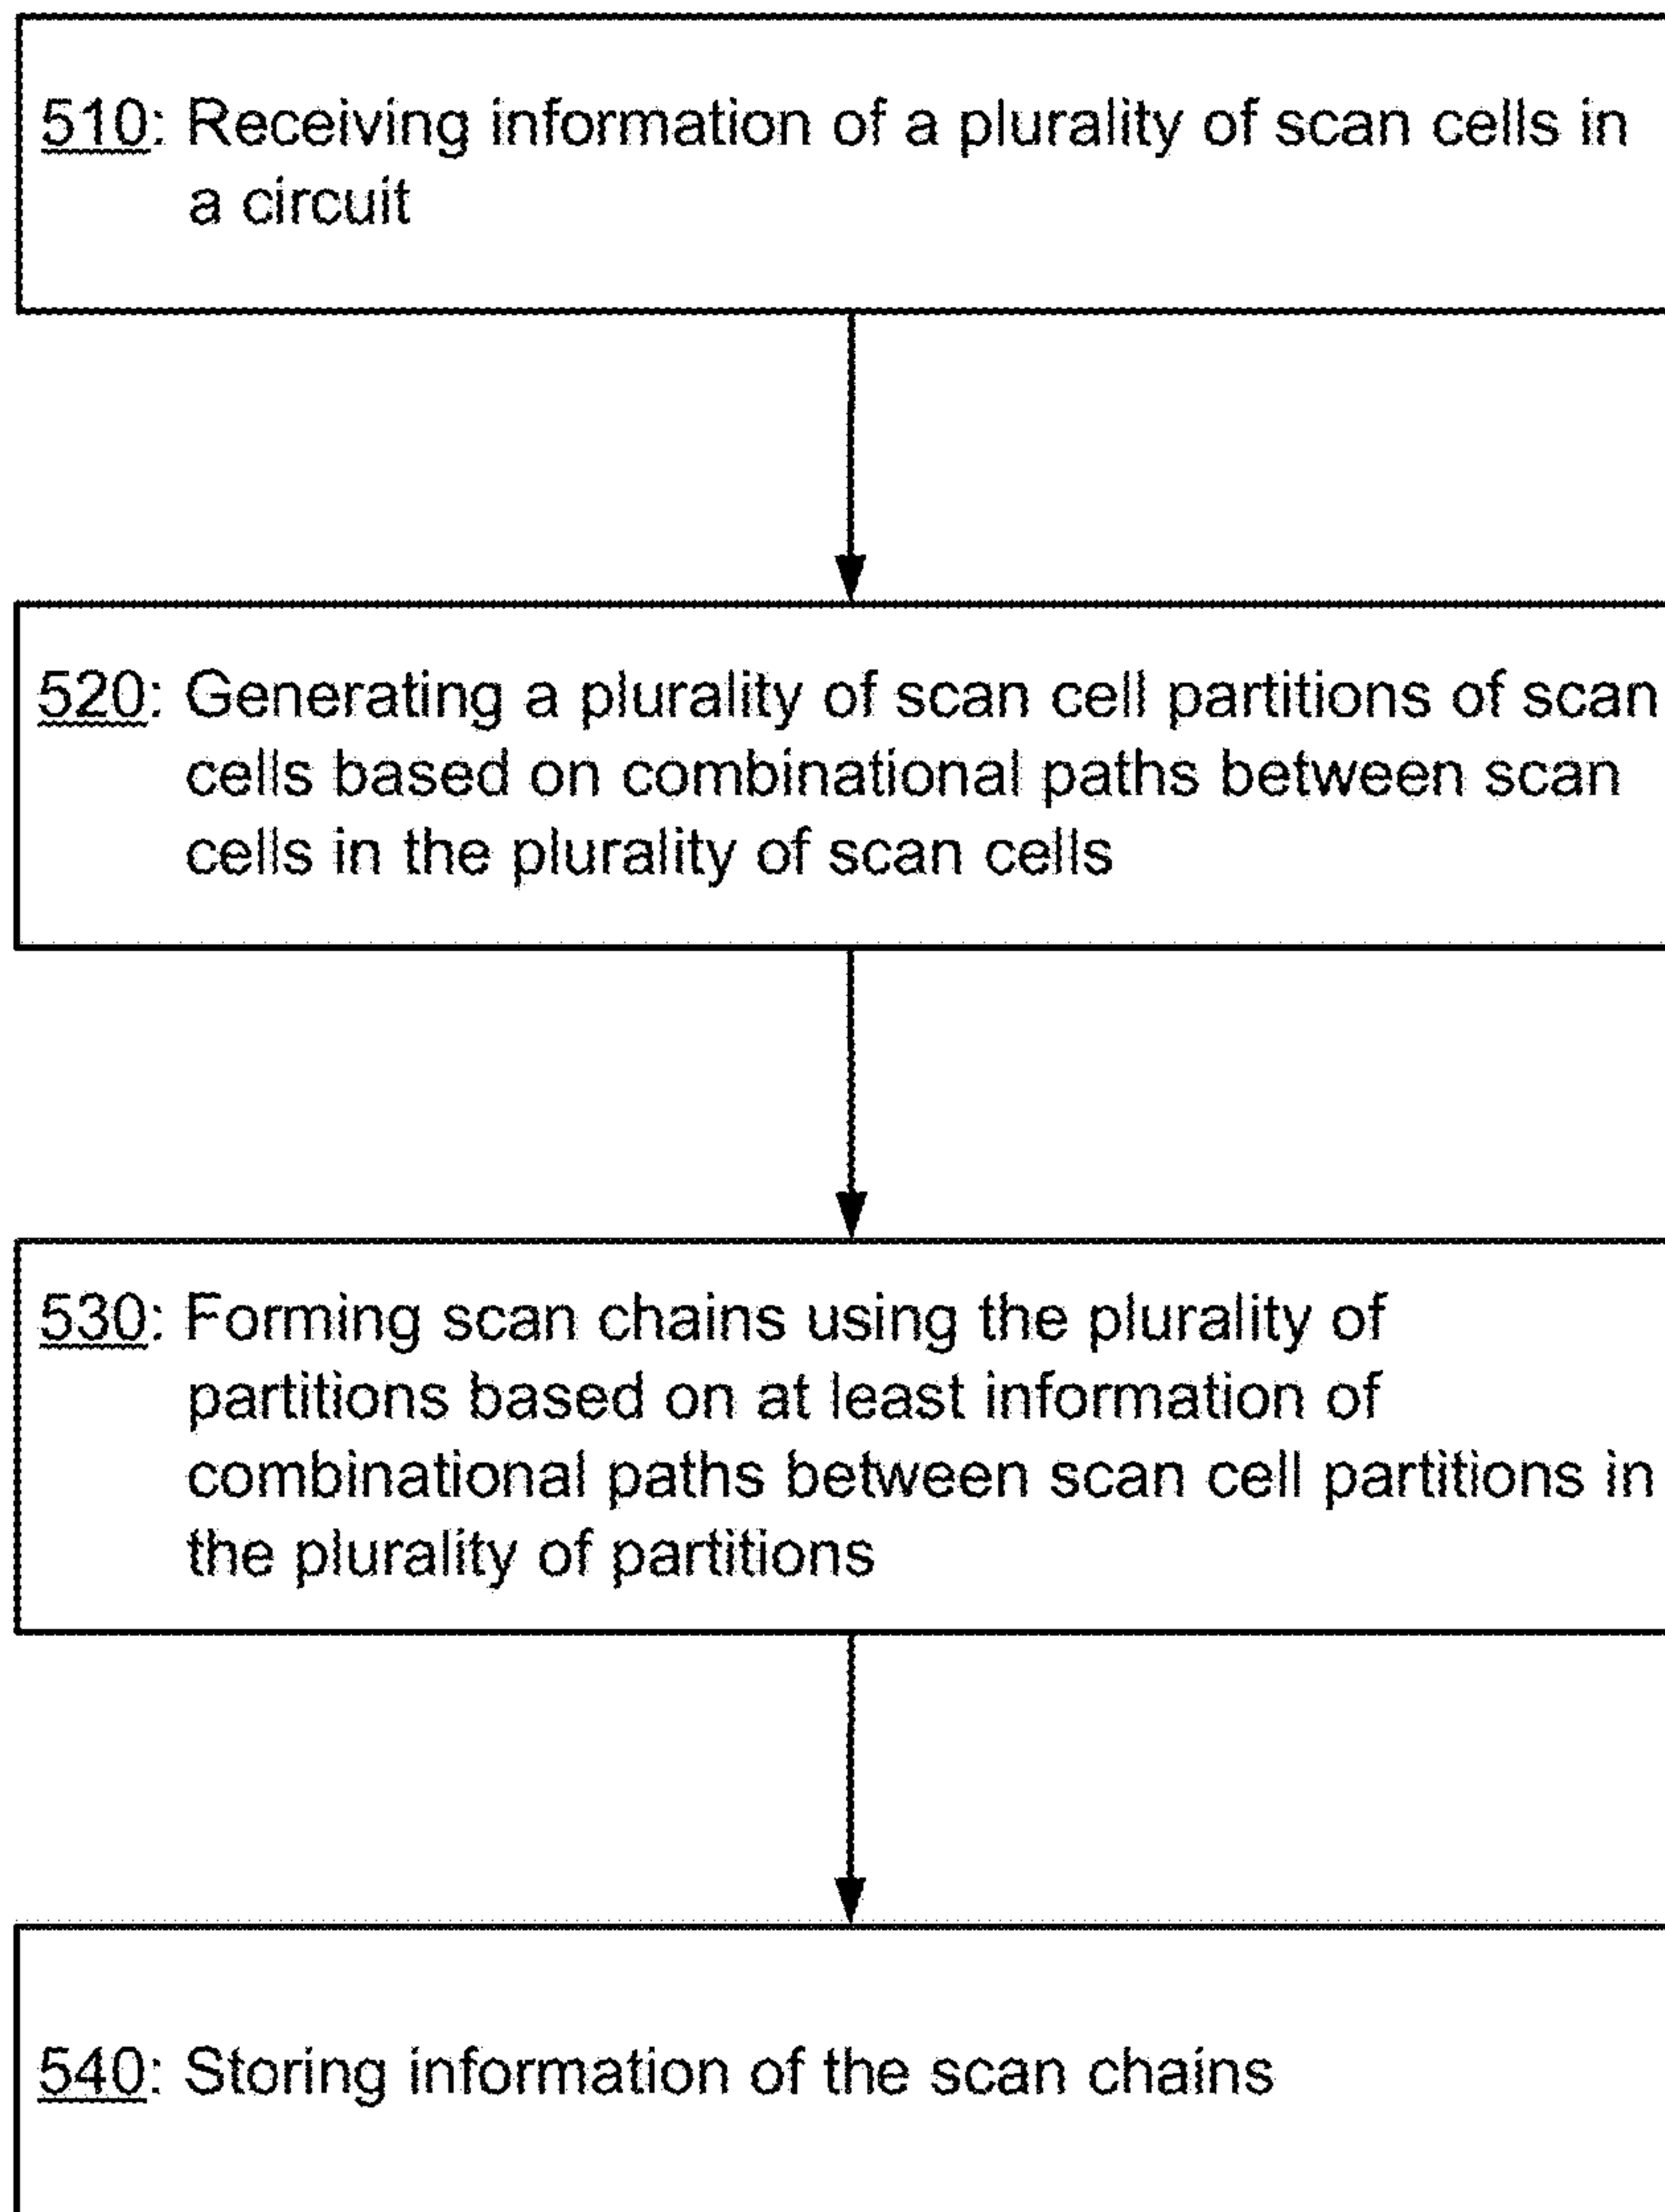 510: Receiving information of a plurality of scan cells in
a circuit
520: Generating a plurality of scan cell partitions of scan
cells based on combinational paths between scan
cells in the plurality of scan cells
530: Forming scan chains using the plurality of
partitions based on at least information of
combinational paths between scan cell partitions in
the plurality of partitions
540: Storing information of the scan chains